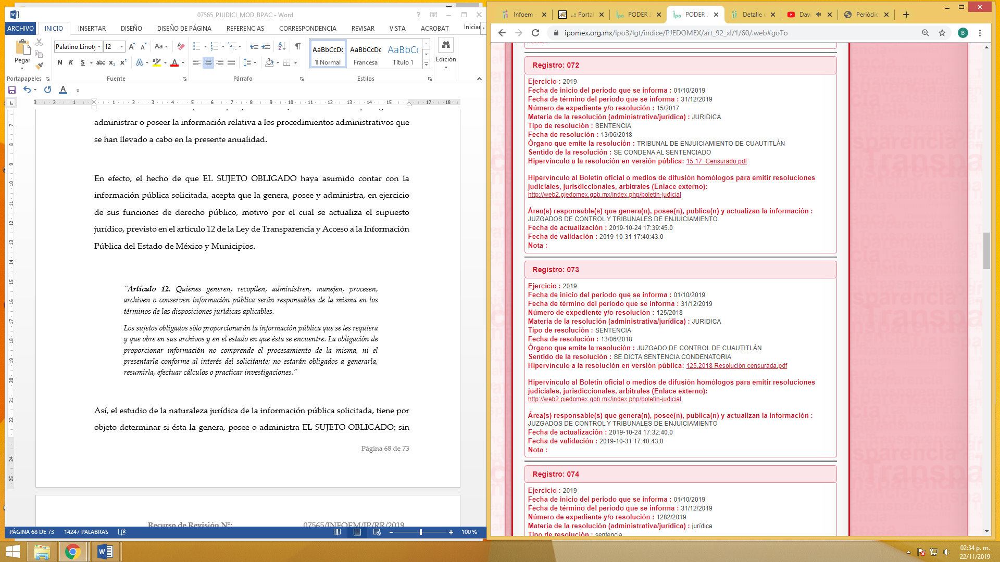 07565_PJUDICI_MOD_BPAC - Word
ARCHIVO INICIO INSERTAR DISEÑO DISEÑO DE PÁGINA REFERENCIAS CORRESPONDENCIA REVISAR VISTA ACROBAT Iniciar
Pegar
Palatino Linoty 12
N K S abc x₂ x²
AaBbCcDc AaBbCcDc AaBbC(
¶ Normal Francesa Título 1
Edición
Portapapeles Fuente Párrafo Estilos
3 2 1 1 2 3 4 5 6 7 8 9 10 11 12 13 14 15 17 18
administrar o poseer la información relativa a los procedimientos administrativos que
se han llevado a cabo en la presente anualidad.
En efecto, el hecho de que EL SUJETO OBLIGADO haya asumido contar con la
información pública solicitada, acepta que la genera, posee y administra, en ejercicio
de sus funciones de derecho público, motivo por el cual se actualiza el supuesto
jurídico, previsto en el artículo 12 de la Ley de Transparencia y Acceso a la Información
Pública del Estado de México y Municipios.
“Artículo 12. Quienes generen, recopilen, administren, manejen, procesen,
archiven o conserven información pública serán responsables de la misma en los
términos de las disposiciones jurídicas aplicables.
Los sujetos obligados sólo proporcionarán la información pública que se les requiera
y que obre en sus archivos y en el estado en que ésta se encuentre. La obligación de
proporcionar información no comprende el procesamiento de la misma, ni el
presentarla conforme al interés del solicitante; no estarán obligados a generarla,
resumirla, efectuar cálculos o practicar investigaciones.”
Así, el estudio de la naturaleza jurídica de la información pública solicitada, tiene por
objeto determinar si ésta la genera, posee o administra EL SUJETO OBLIGADO; sin
Página 68 de 73
Recurso de Revisión N°: 07565/INFOEM/IP/RR/2019
PÁGINA 68 DE 73 14247 PALABRAS 100 %
Infoem - ..:: Portal PODER J PODER J Detalle d Davi Periódic
ipomex.org.mx/ipo3/lgt/indice/PJEDOMEX/art_92_xl/1/60/.web#goTo
B
Registro: 072
Ejercicio : 2019
Fecha de inicio del periodo que se informa : 01/10/2019
Fecha de término del periodo que se informa : 31/12/2019
Número de expediente y/o resolución : 15/2017
Materia de la resolución (administrativa/jurídica) : JURIDICA
Tipo de resolución : SENTENCIA
Fecha de resolución : 13/06/2018
Órgano que emite la resolución : TRIBUNAL DE ENJUICIAMIENTO DE CUAUTITLÁN
Sentido de la resolución : SE CONDENA AL SENTENCIADO
Hipervínculo a la resolución en versión pública: 15.17_Censurado.pdf
Hipervínculo al Boletín oficial o medios de difusión homólogos para emitir resoluciones
judiciales, jurisdiccionales, arbitrales (Enlace externo):
http://web2.pjedomex.gob.mx/index.php/boletin-judicial
Área(s) responsable(s) que genera(n), posee(n), publica(n) y actualizan la información :
JUZGADOS DE CONTROL Y TRIBUNALES DE ENJUICIAMIENTO
Fecha de actualización : 2019-10-24 17:39:45.0
Fecha de validación : 2019-10-31 17:40:43.0
Nota :
Registro: 073
Ejercicio : 2019
Fecha de inicio del periodo que se informa : 01/10/2019
Fecha de término del periodo que se informa : 31/12/2019
Número de expediente y/o resolución : 125/2018
Materia de la resolución (administrativa/jurídica) : JURIDICA
Tipo de resolución : SENTENCIA
Fecha de resolución : 13/06/2018
Órgano que emite la resolución : JUZGADO DE CONTROL DE CUAUTITLÁN
Sentido de la resolución : SE DICTA SENTENCIA CONDENATORIA
Hipervínculo a la resolución en versión pública: 125.2018 Resolución censurada.pdf
Hipervínculo al Boletín oficial o medios de difusión homólogos para emitir resoluciones
judiciales, jurisdiccionales, arbitrales (Enlace externo):
http://web2.pjedomex.gob.mx/index.php/boletin-judicial
Área(s) responsable(s) que genera(n), posee(n), publica(n) y actualizan la información :
JUZGADOS DE CONTROL Y TRIBUNALES DE ENJUICIAMIENTO
Fecha de actualización : 2019-10-24 17:32:40.0
Fecha de validación : 2019-10-31 17:40:43.0
Nota :
Registro: 074
Ejercicio : 2019
Fecha de inicio del periodo que se informa : 01/10/2019
Fecha de término del periodo que se informa : 31/12/2019
Número de expediente y/o resolución : 1282/2019
Materia de la resolución (administrativa/jurídica) : jurídica
Tipo de resolución : sentencia
02:34 p. m.
22/11/2019